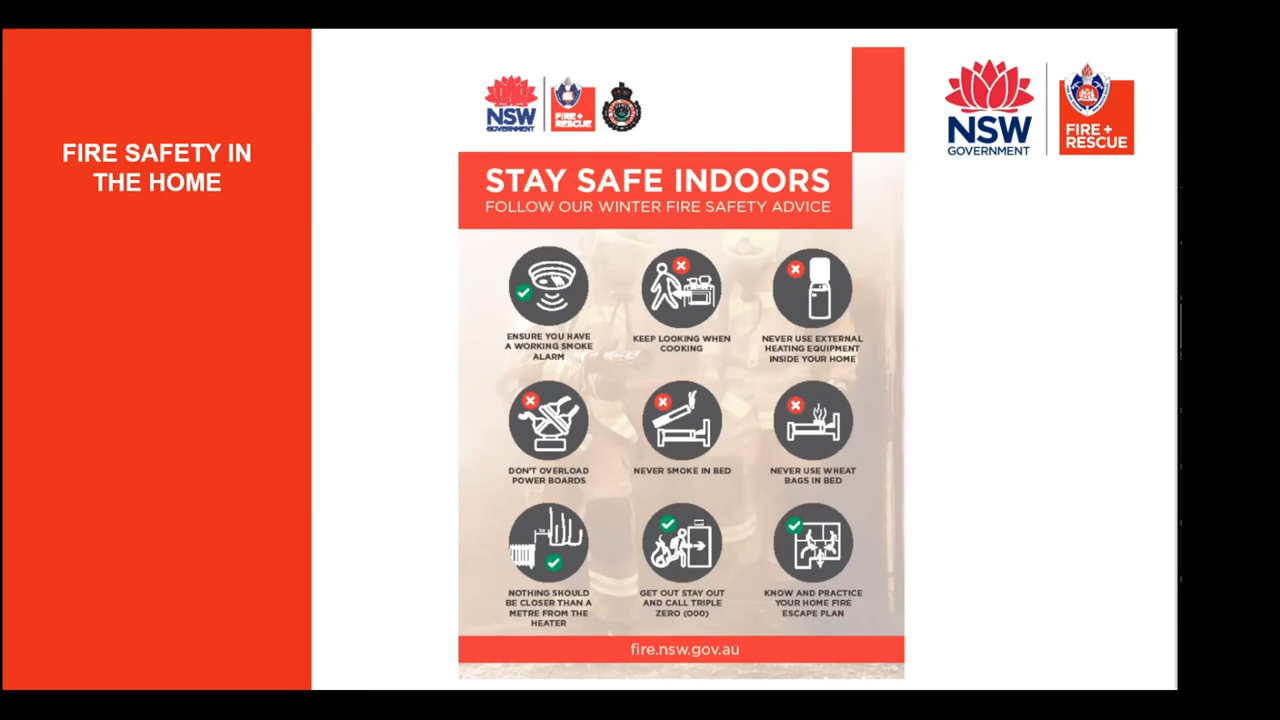 FIRE SAFETY IN
THE HOME
NSW
GOVERNMENT
FIRE+
RESCUE
NSW
GOVERNMENT
FIRE+
RESCUE
STAY SAFE INDOORS
FOLLOW OUR WINTER FIRE SAFETY ADVICE
ENSURE YOU HAVE
A WORKING SMOKE
ALARM
KEEP LOOKING WHEN
COOKING
NEVER USE EXTERNAL
HEATING EQUIPMENT
INSIDE YOUR HOME
DON'T OVERLOAD
POWER BOARDS
NEVER SMOKE IN BED
NEVER USE WHEAT
BAGS IN BED
NOTHING SHOULD
BE CLOSER THAN A
METRE FROM THE
HEATER
GET OUT STAY OUT
AND CALL TRIPLE
ZERO (000)
KNOW AND PRACTICE
YOUR HOME FIRE
ESCAPE PLAN
fire.nsw.gov.au